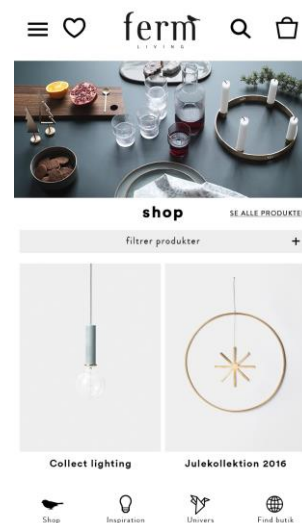 ferm
LIVING
shop
SE ALLE PRODUKTER
filtrer produkter +
Collect lighting
Julekollektion 2016
Shop
Inspiration
Univers
Find butik